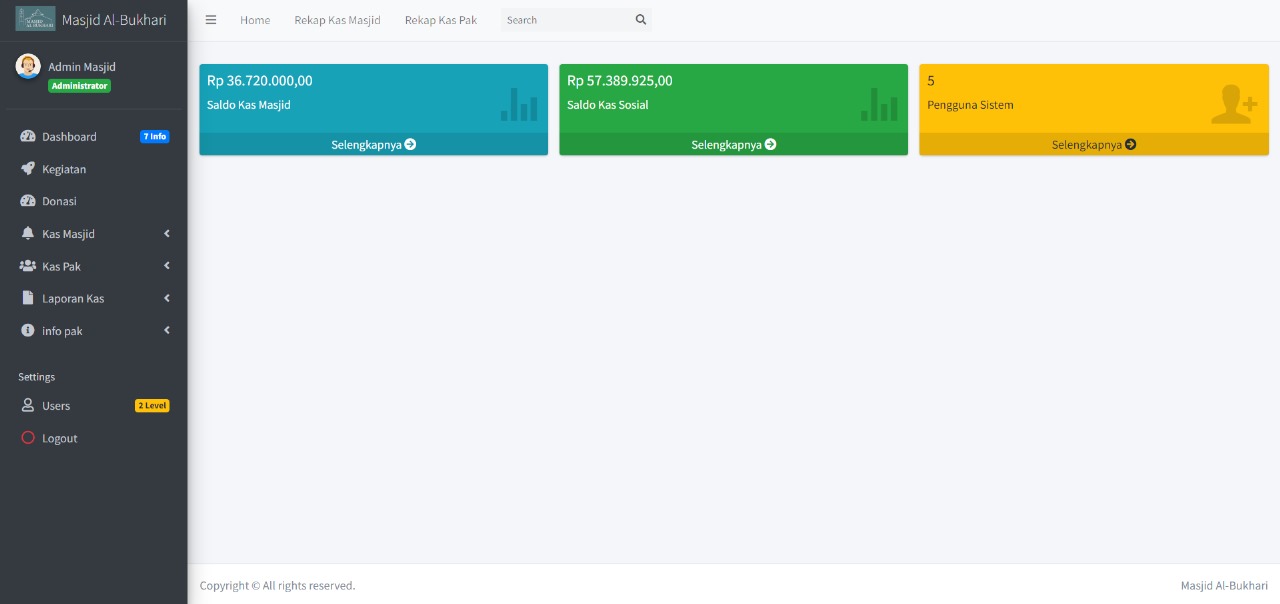 MASJID
AL-BUKHARI
Masjid Al-Bukhari
Home
Rekap Kas Masjid
Rekap Kas Pak
Search
Admin Masjid
Administrator
Dashboard
7 Info
Kegiatan
Donasi
Kas Masjid
Kas Pak
Laporan Kas
info pak
Settings
Users
2 Level
Logout
Rp 36.720.000,00
Saldo Kas Masjid
Selengkapnya
Rp 57.389.925,00
Saldo Kas Sosial
Selengkapnya
5
Pengguna Sistem
Selengkapnya
Copyright © All rights reserved.
Masjid Al-Bukhari